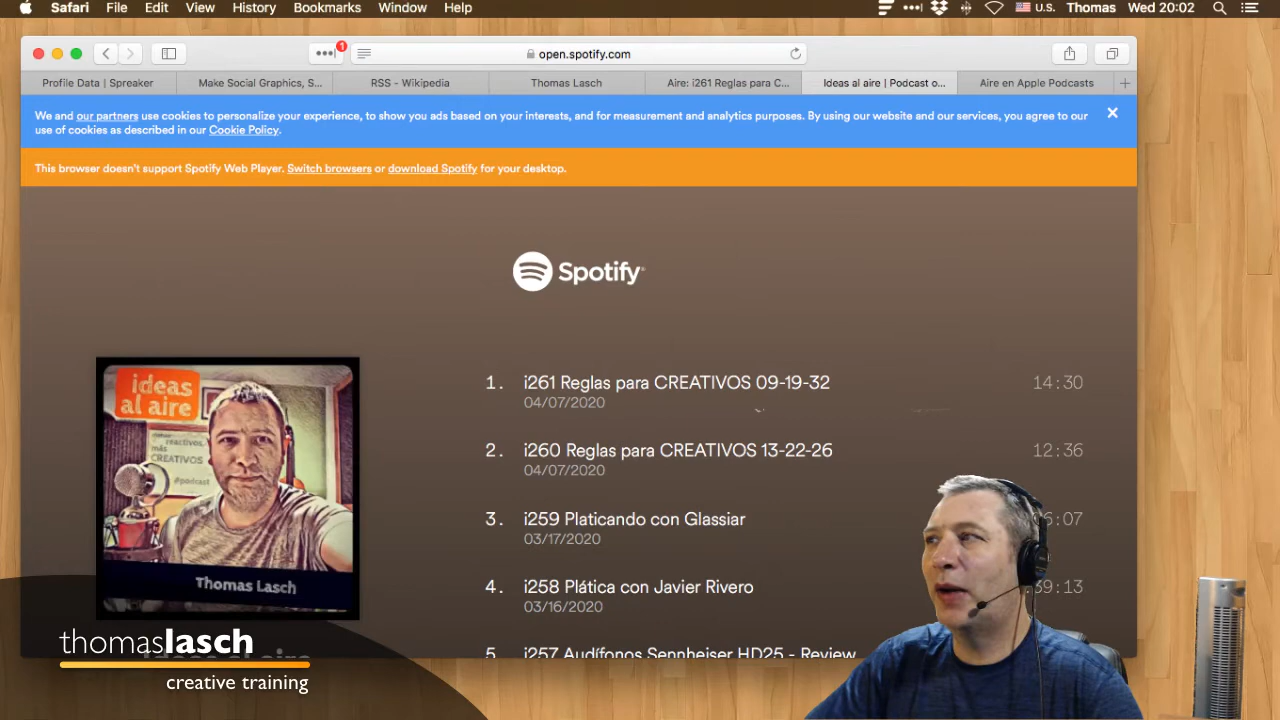 Safari File Edit View History Bookmarks Window Help U.S. Thomas Wed 20:02
1
open.spotify.com
Profile Data | Spreaker Make Social Graphics, S... RSS - Wikipedia Thomas Lasch Aire: i261 Reglas para C... Ideas al aire | Podcast o... Aire en Apple Podcasts
We and our partners use cookies to personalize your experience, to show you ads based on your interests, and for measurement and analytics purposes. By using our website and our services, you agree to our
use of cookies as described in our Cookie Policy.
This browser doesn't support Spotify Web Player. Switch browsers or download Spotify for your desktop.
Spotify
ideas
al aire
reactivos,
más
CREATIVOS
#podcast
Thomas Lasch
1. i261 Reglas para CREATIVOS 09-19-32 14:30
04/07/2020
2. i260 Reglas para CREATIVOS 13-22-26 12:36
04/07/2020
3. i259 Platicando con Glassiar :07
03/17/2020
4. i258 Plática con Javier Rivero 39:13
03/16/2020
5. i257 Audífonos Sennheiser HD25 - Review
thomaslasch
creative training